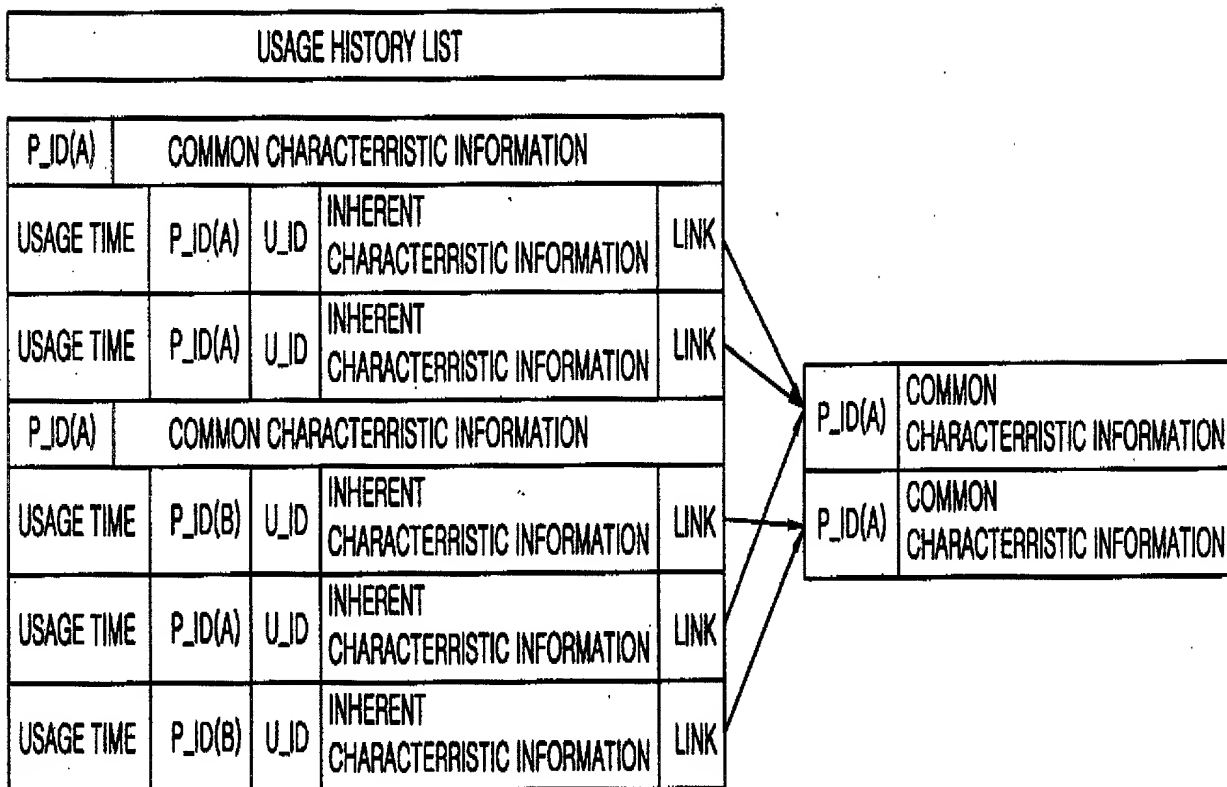 USAGE HISTORY LIST
P_ID(A) COMMON CHARACTERRISTIC INFORMATION
USAGE TIME P_ID(A) U_ID INHERENT
CHARACTERRISTIC INFORMATION LINK
USAGE TIME P_ID(A) U_ID INHERENT
CHARACTERRISTIC INFORMATION LINK
P_ID(A) COMMON CHARACTERRISTIC INFORMATION
USAGE TIME P_ID(B) U_ID INHERENT
CHARACTERRISTIC INFORMATION LINK
USAGE TIME P_ID(A) U_ID INHERENT
CHARACTERRISTIC INFORMATION LINK
USAGE TIME P_ID(B) U_ID INHERENT
CHARACTERRISTIC INFORMATION LINK
P_ID(A) COMMON
CHARACTERRISTIC INFORMATION
P_ID(A) COMMON
CHARACTERRISTIC INFORMATION